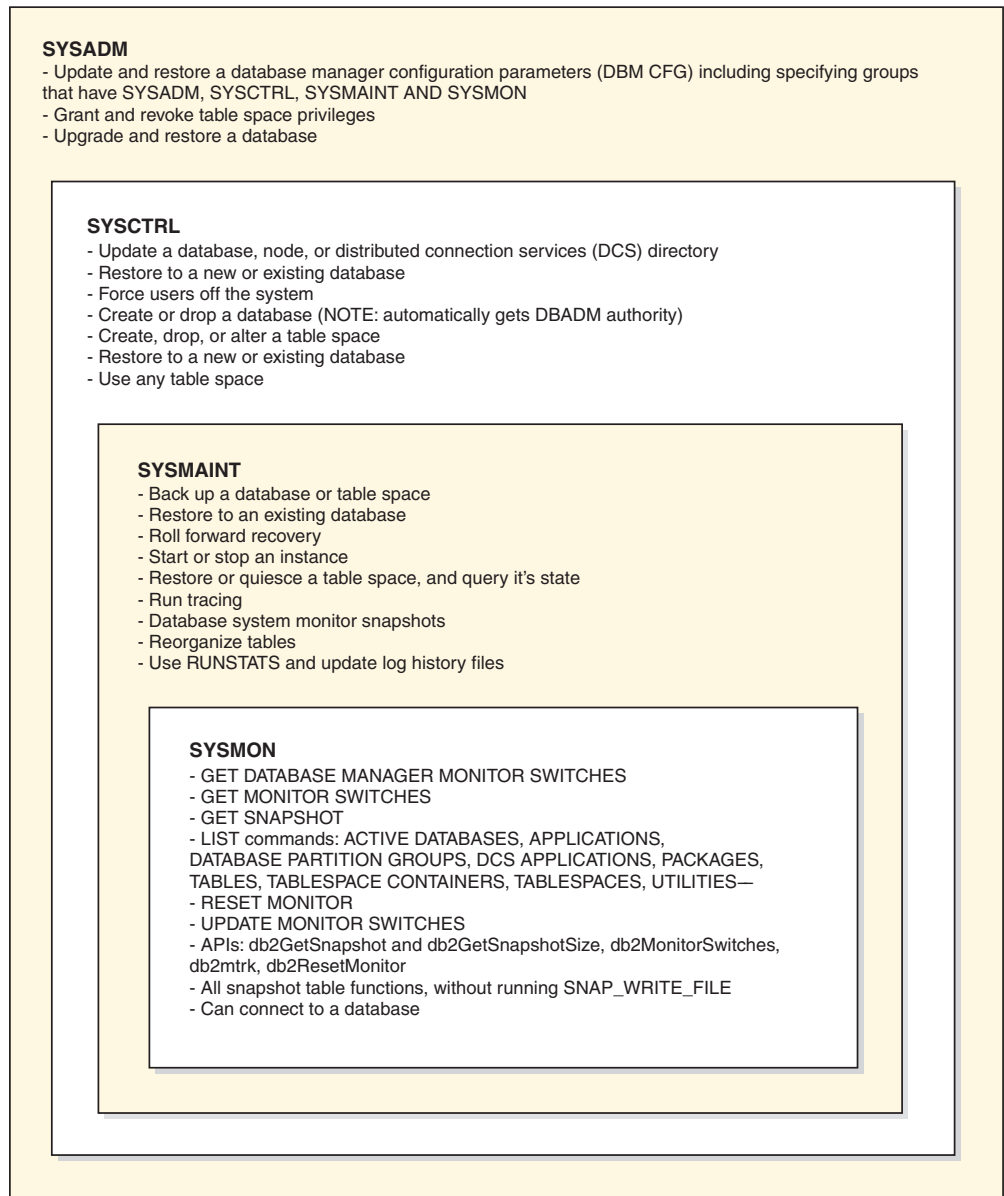 SYSADM
- Update and restore a database manager configuration parameters (DBM CFG) including specifying groups
that have SYSADM, SYSCTRL, SYSMAINT AND SYSMON
- Grant and revoke table space privileges
- Upgrade and restore a database
SYSCTRL
- Update a database, node, or distributed connection services (DCS) directory
- Restore to a new or existing database
- Force users off the system
- Create or drop a database (NOTE: automatically gets DBADM authority)
- Create, drop, or alter a table space
- Restore to a new or existing database
- Use any table space
SYSMAINT
- Back up a database or table space
- Restore to an existing database
- Roll forward recovery
- Start or stop an instance
- Restore or quiesce a table space, and query it's state
- Run tracing
- Database system monitor snapshots
- Reorganize tables
- Use RUNSTATS and update log history files
SYSMON
- GET DATABASE MANAGER MONITOR SWITCHES
- GET MONITOR SWITCHES
- GET SNAPSHOT
- LIST commands: ACTIVE DATABASES, APPLICATIONS,
DATABASE PARTITION GROUPS, DCS APPLICATIONS, PACKAGES,
TABLES, TABLESPACE CONTAINERS, TABLESPACES, UTILITIES—
- RESET MONITOR
- UPDATE MONITOR SWITCHES
- APIs: db2GetSnapshot and db2GetSnapshotSize, db2MonitorSwitches,
db2mtrk, db2ResetMonitor
- All snapshot table functions, without running SNAP_WRITE_FILE
- Can connect to a database